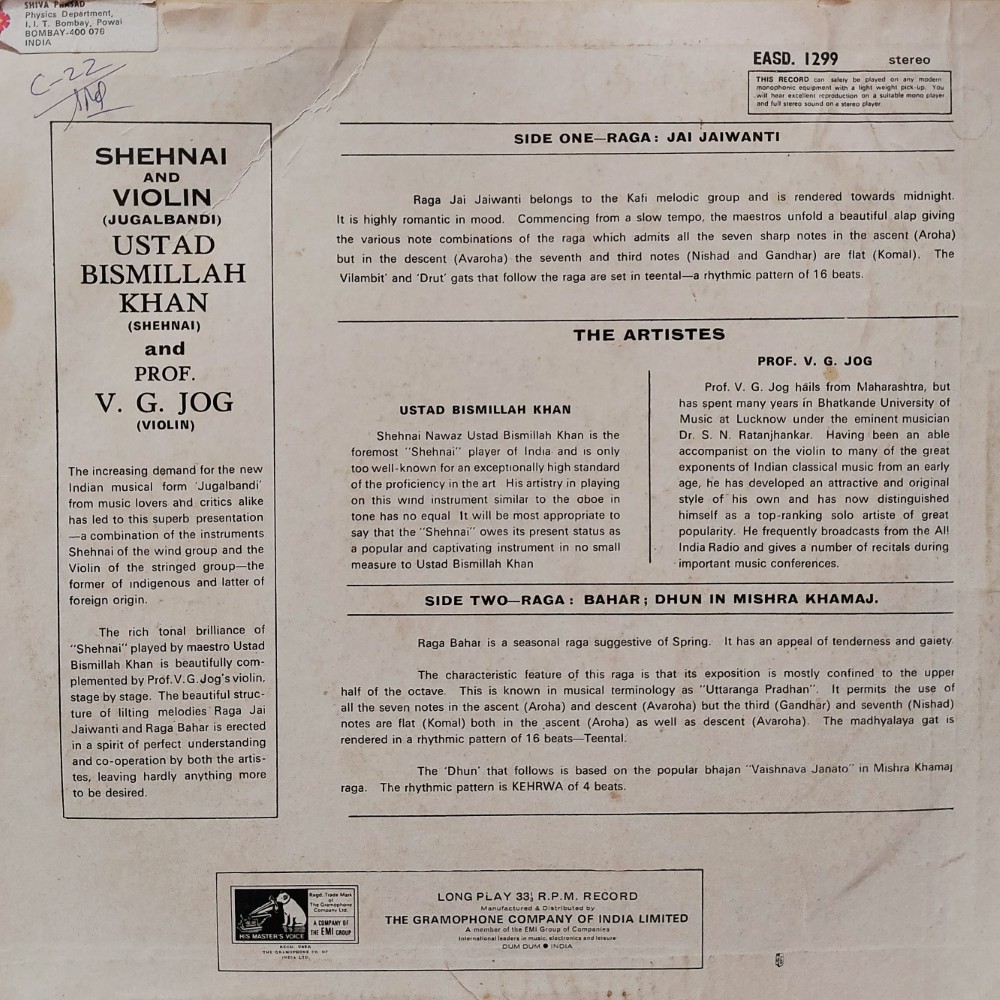 SHIVA PRASAD
Physics Department,
I. I. T. Bombay, Powai
BOMBAY-400 076
INDIA
C-22
EASD. 1299 stereo
THIS RECORD can safely be played on any modern
monophonic equipment with a light weight pick-up. You
will hear excellent reproduction on a suitable mono player
and full stereo sound on a stereo player
SHEHNAI
AND
VIOLIN
(JUGALBANDI)
USTAD
BISMILLAH
KHAN
(SHEHNAI)
and
PROF.
V. G. JOG
(VIOLIN)
The increasing demand for the new
Indian musical form 'Jugalbandi'
from music lovers and critics alike
has led to this superb presentation
—a combination of the instruments
Shehnai of the wind group and the
Violin of the stringed group—the
former of indigenous and latter of
foreign origin.
The rich tonal brilliance of
"Shehnai" played by maestro Ustad
Bismillah Khan is beautifully com-
plemented by Prof. V. G. Jog's violin,
stage by stage. The beautiful struc-
ture of lilting melodies Raga Jai
Jaiwanti and Raga Bahar is erected
in a spirit of perfect understanding
and co-operation by both the artis-
tes, leaving hardly anything more
to be desired.
SIDE ONE—RAGA: JAI JAIWANTI
Raga Jai Jaiwanti belongs to the Kafi melodic group and is rendered towards midnight.
It is highly romantic in mood. Commencing from a slow tempo, the maestros unfold a beautiful alap giving
the various note combinations of the raga which admits all the seven sharp notes in the ascent (Aroha)
but in the descent (Avaroha) the seventh and third notes (Nishad and Gandhar) are flat (Komal). The
Vilambit' and 'Drut' gats that follow the raga are set in teental—a rhythmic pattern of 16 beats.
THE ARTISTES
USTAD BISMILLAH KHAN
Shehnai Nawaz Ustad Bismillah Khan is the
foremost "Shehnai" player of India and is only
too well-known for an exceptionally high standard
of the proficiency in the art His artistry in playing
on this wind instrument similar to the oboe in
tone has no equal It will be most appropriate to
say that the "Shehnai" owes its present status as
a popular and captivating instrument in no small
measure to Ustad Bismillah Khan
PROF. V. G. JOG
Prof. V. G. Jog hails from Maharashtra, but
has spent many years in Bhatkande University of
Music at Lucknow under the eminent musician
Dr. S. N. Ratanjhankar. Having been an able
accompanist on the violin to many of the great
exponents of Indian classical music from an early
age, he has developed an attractive and original
style of his own and has now distinguished
himself as a top-ranking solo artiste of great
popularity. He frequently broadcasts from the All
India Radio and gives a number of recitals during
important music conferences.
SIDE TWO—RAGA: BAHAR; DHUN IN MISHRA KHAMAJ.
Raga Bahar is a seasonal raga suggestive of Spring. It has an appeal of tenderness and gaiety
The characteristic feature of this raga is that its exposition is mostly confined to the upper
half of the octave. This is known in musical terminology as "Uttaranga Pradhan". It permits the use of
all the seven notes in the ascent (Aroha) and descent (Avaroha) but the third (Gandhar) and seventh (Nishad)
notes are flat (Komal) both in the ascent (Aroha) as well as descent (Avaroha). The madhyalaya gat is
rendered in a rhythmic pattern of 16 beats—Teental.
The 'Dhun' that follows is based on the popular bhajan "Vaishnava Janato" in Mishra Khamaj
raga. The rhythmic pattern is KEHRWA of 4 beats.
HIS MASTER'S VOICE
Regd. Trade Mark
of
The Gramophone
Company Ltd.
A COMPANY OF
THE EMI GROUP
REGD. USER
THE GRAMOPHONE CO. OF
INDIA LTD.
LONG PLAY 33⅓ R.P.M. RECORD
Manufactured & Distributed by
THE GRAMOPHONE COMPANY OF INDIA LIMITED
A member of the EMI Group of Companies
International leaders in music, electronics and leisure
DUM DUM ● INDIA